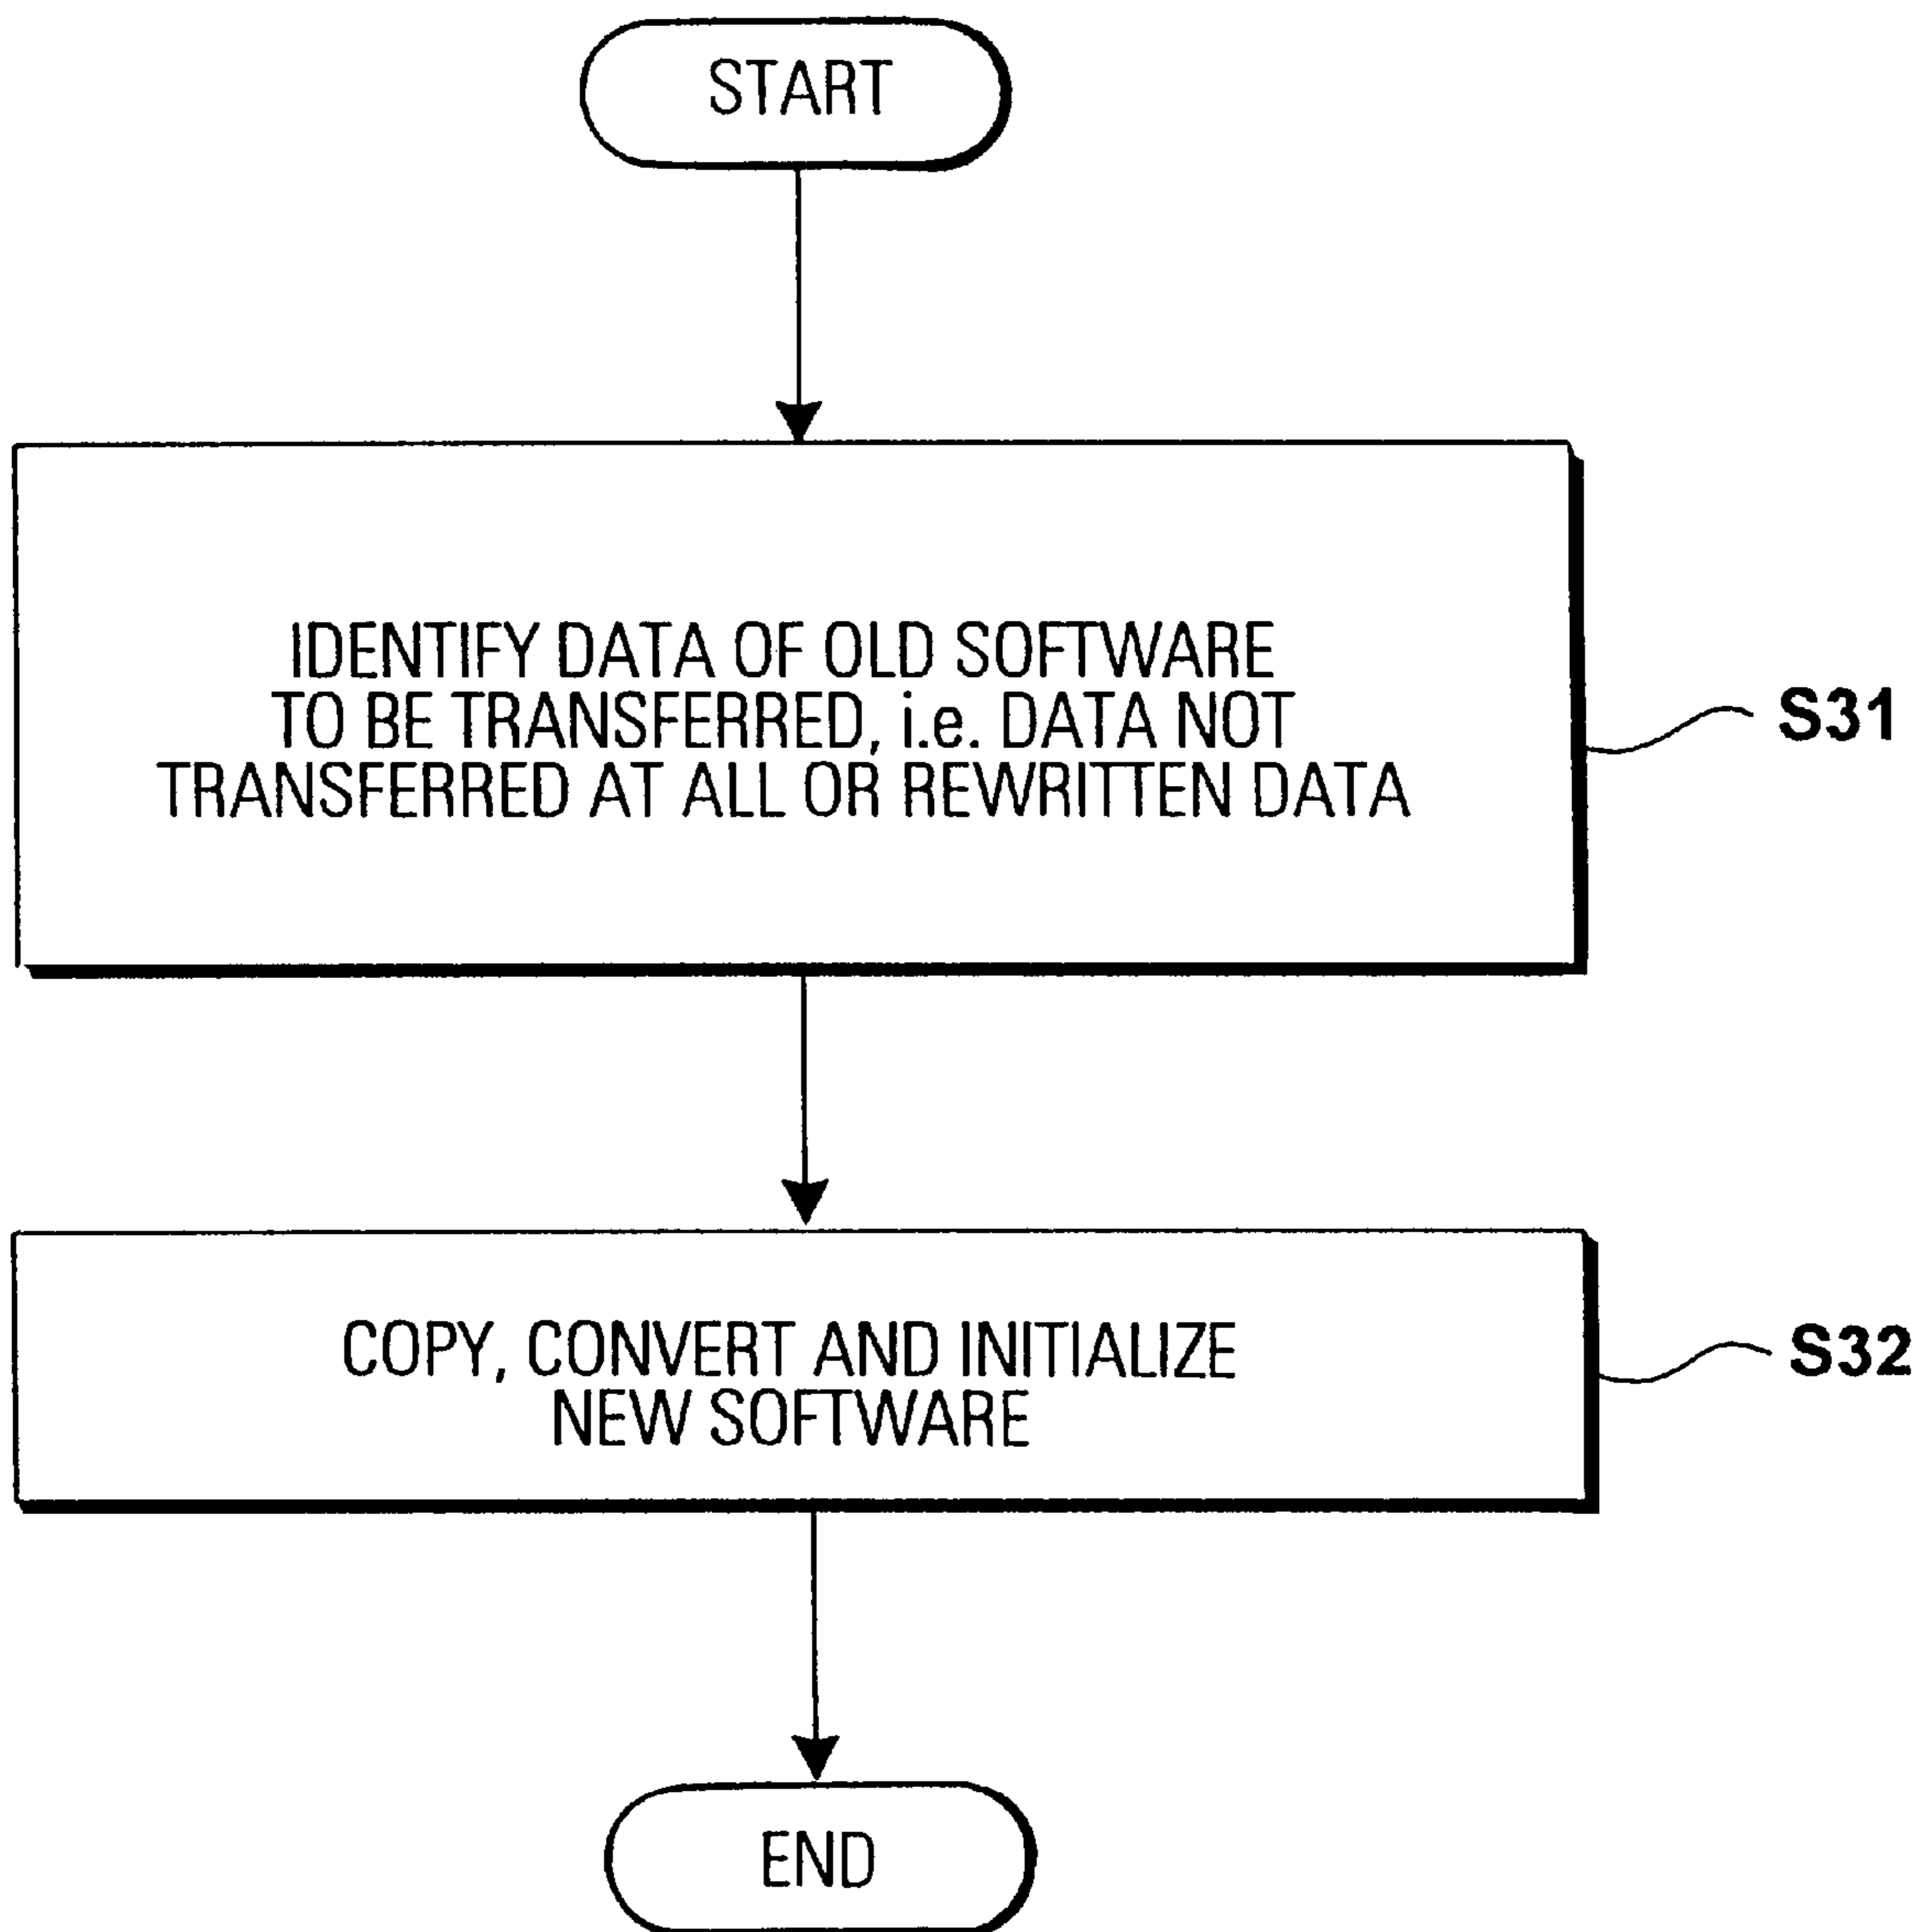 START
IDENTIFY DATA OF OLD SOFTWARE
TO BE TRANSFERRED, i.e. DATA NOT
TRANSFERRED AT ALL OR REWRITTEN DATA
S31
COPY, CONVERT AND INITIALIZE
NEW SOFTWARE
S32
END